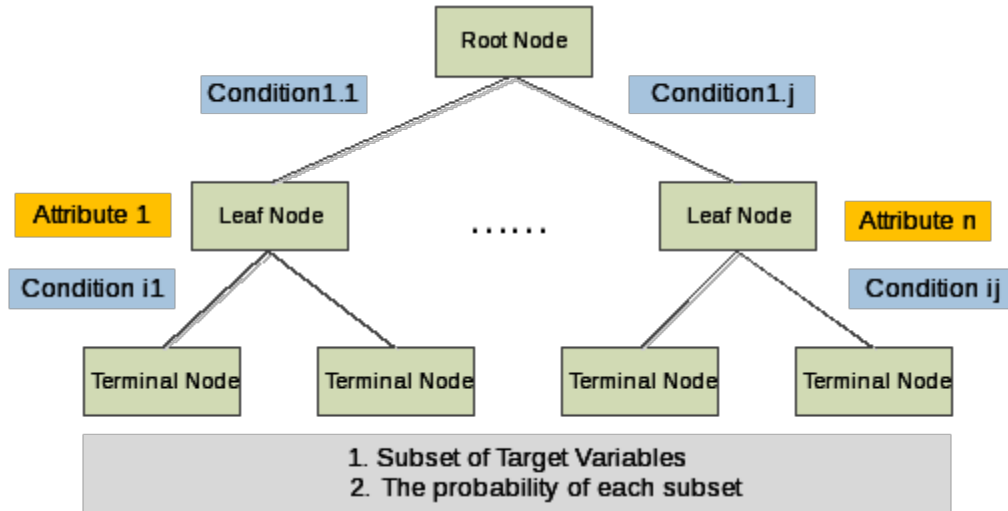 Root Node
Condition1.1
Condition1.j
Attribute 1
Leaf Node
......
Leaf Node
Attribute n
Condition i1
Condition ij
Terminal Node
Terminal Node
Terminal Node
Terminal Node
1. Subset of Target Variables
2. The probability of each subset